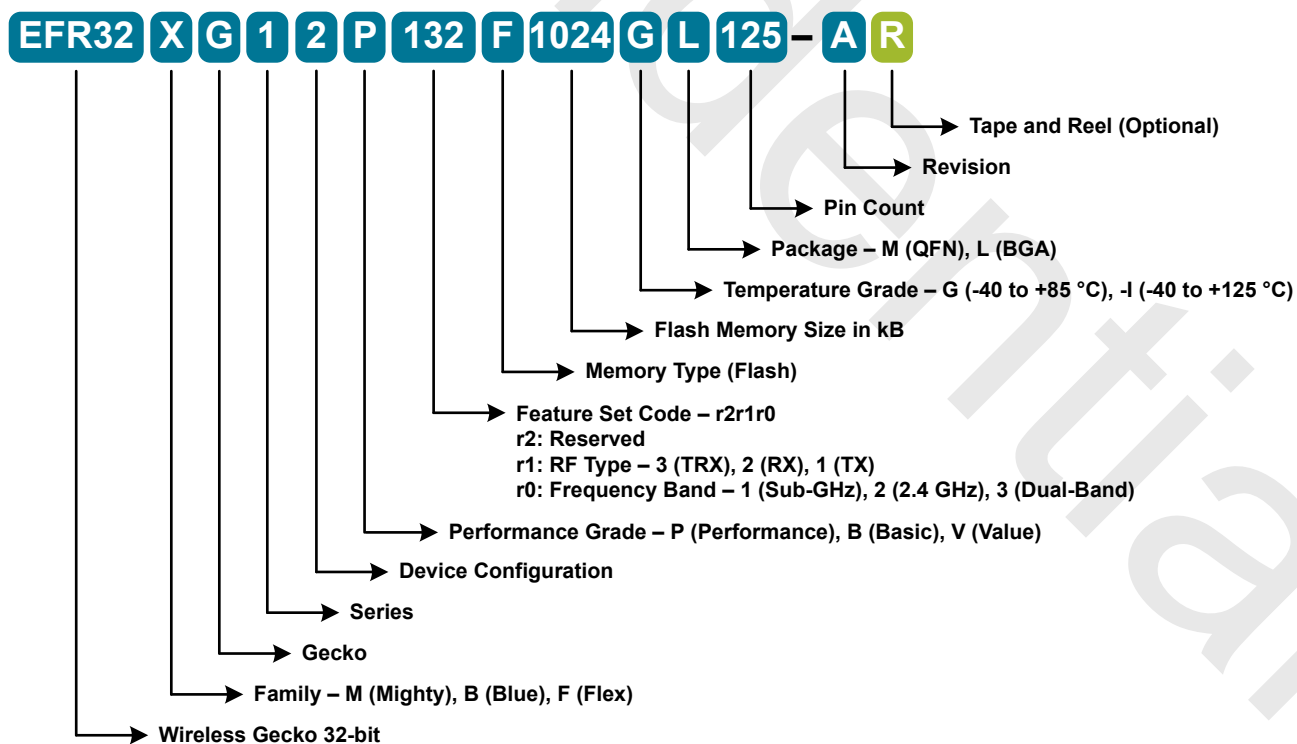 EFR32 X G 1 2 P 132 F 1024 G L 125 – A R
Tape and Reel (Optional)
Revision
Pin Count
Package – M (QFN), L (BGA)
Temperature Grade – G (-40 to +85 °C), -I (-40 to +125 °C)
Flash Memory Size in kB
Memory Type (Flash)
Feature Set Code – r2r1r0
r2: Reserved
r1: RF Type – 3 (TRX), 2 (RX), 1 (TX)
r0: Frequency Band – 1 (Sub-GHz), 2 (2.4 GHz), 3 (Dual-Band)
Performance Grade – P (Performance), B (Basic), V (Value)
Device Configuration
Series
Gecko
Family – M (Mighty), B (Blue), F (Flex)
Wireless Gecko 32-bit
dentia